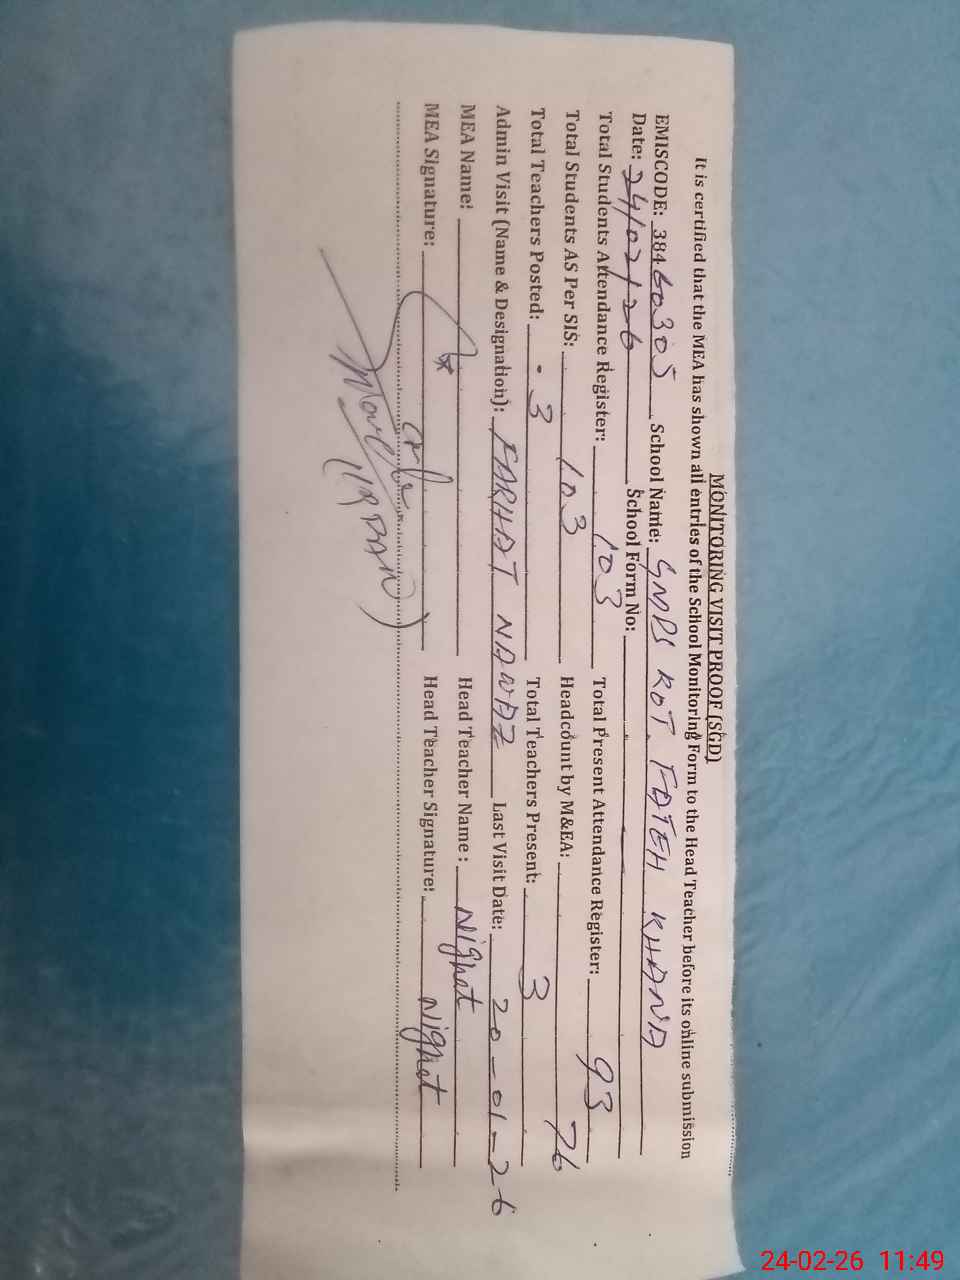 MONITORING VISIT PROOF (SGD)
It is certified that the MEA has shown all entries of the School Monitoring Form to the Head Teacher before its online submission
EMISCODE: 38460305 School Name: GMPS KOT FATEH KHANA
Date: 24/02/26 School Form No:
Total Students Attendance Register: 103 Total Present Attendance Register: 93
Total Students AS Per SIS: 103 Headcount by M&EA: 76
Total Teachers Posted: 3 Total Teachers Present: 3
Admin Visit (Name & Designation): FARHAT NAWAZ Last Visit Date: 20-01-26
MEA Name: Head Teacher Name: Nighat
MEA Signature: Head Teacher Signature: Nighat
24-02-26 11:49